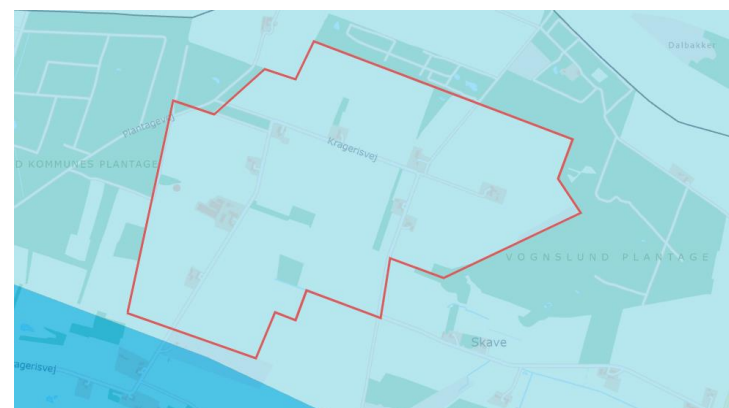 Dalbakker
Plantagevej
Kragerisvej
D KOMMUNES PLANTAGE
VOGNSLUND PLANTAGE
Skave
agerisvej